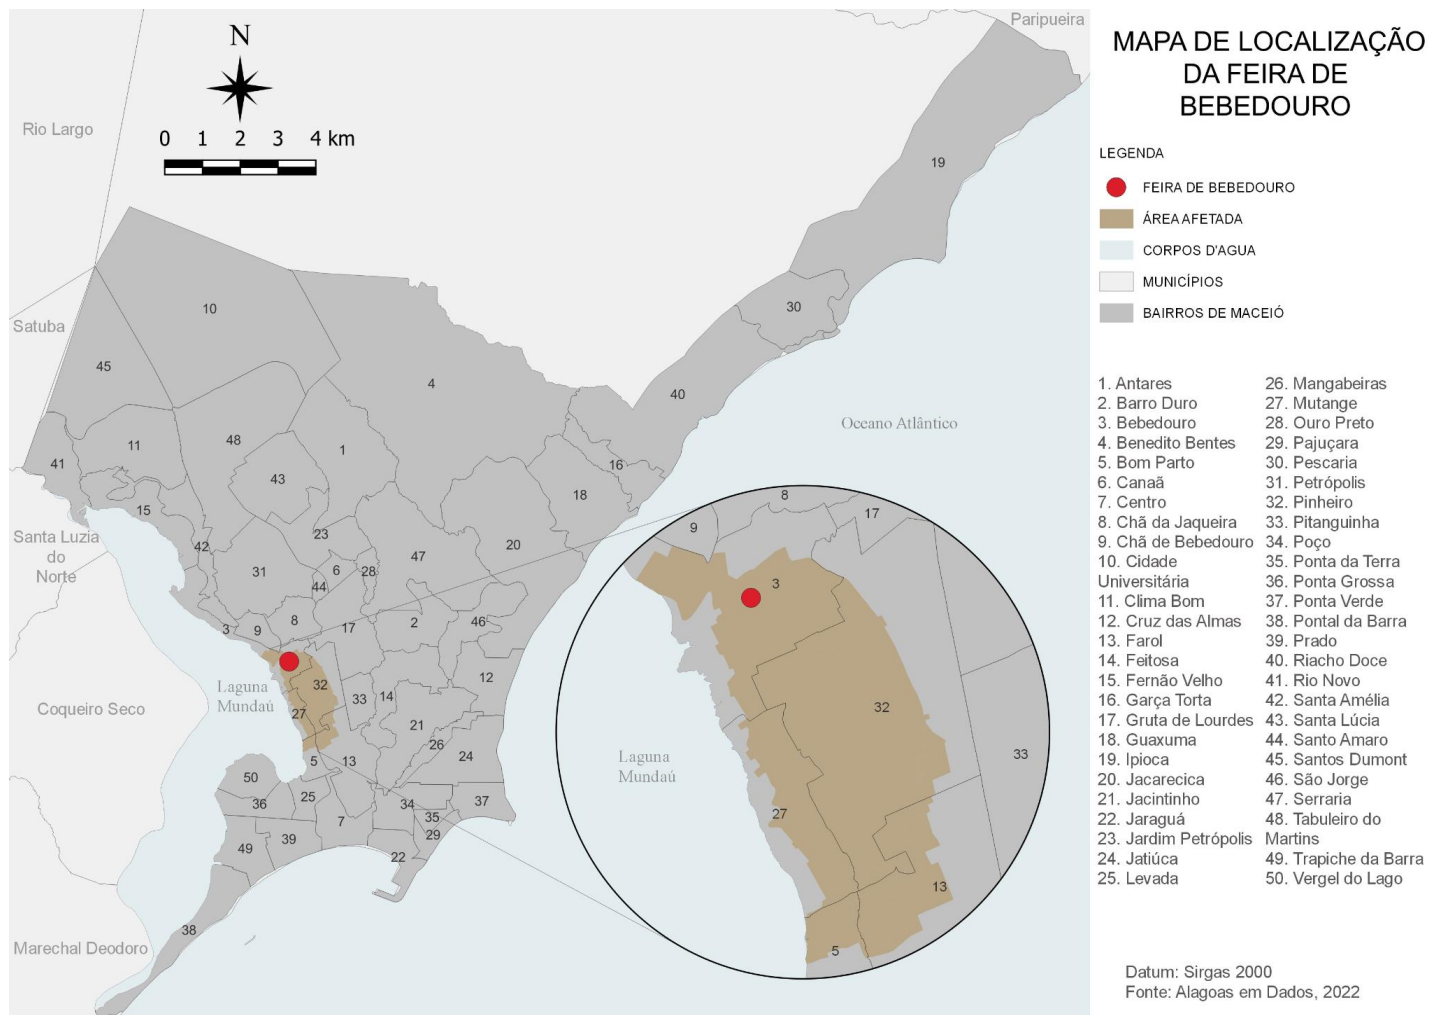 Paripueira
MAPA DE LOCALIZAÇÃO
DA FEIRA DE
BEBEDOURO
N
0 1 2 3 4 km
Rio Largo
LEGENDA
FEIRA DE BEBEDOURO
ÁREA AFETADA
CORPOS D'AGUA
MUNICÍPIOS
BAIRROS DE MACEIÓ
19
30
10
Satuba
45
4
40
Oceano Atlântico
11
48
1
41
43
16
18
15
Santa Luzia
do
Norte
42
23
20
47
31
6
28
44
8
3
9
17
2
46
32
12
Laguna
Mundaú
27
33
14
Coqueiro Seco
21
26
24
5
13
50
36
25
34
37
35
7
29
39
49
22
38
Marechal Deodoro
8
17
9
3
32
Laguna
Mundaú
33
27
13
5
1. Antares
2. Barro Duro
3. Bebedouro
4. Benedito Bentes
5. Bom Parto
6. Canaã
7. Centro
8. Chã da Jaqueira
9. Chã de Bebedouro
10. Cidade
Universitária
11. Clima Bom
12. Cruz das Almas
13. Farol
14. Feitosa
15. Fernão Velho
16. Garça Torta
17. Gruta de Lourdes
18. Guaxuma
19. Ipioca
20. Jacarecica
21. Jacintinho
22. Jaraguá
23. Jardim Petrópolis
24. Jatiúca
25. Levada
26. Mangabeiras
27. Mutange
28. Ouro Preto
29. Pajuçara
30. Pescaria
31. Petrópolis
32. Pinheiro
33. Pitanguinha
34. Poço
35. Ponta da Terra
36. Ponta Grossa
37. Ponta Verde
38. Pontal da Barra
39. Prado
40. Riacho Doce
41. Rio Novo
42. Santa Amélia
43. Santa Lúcia
44. Santo Amaro
45. Santos Dumont
46. São Jorge
47. Serraria
48. Tabuleiro do
Martins
49. Trapiche da Barra
50. Vergel do Lago
Datum: Sirgas 2000
Fonte: Alagoas em Dados, 2022